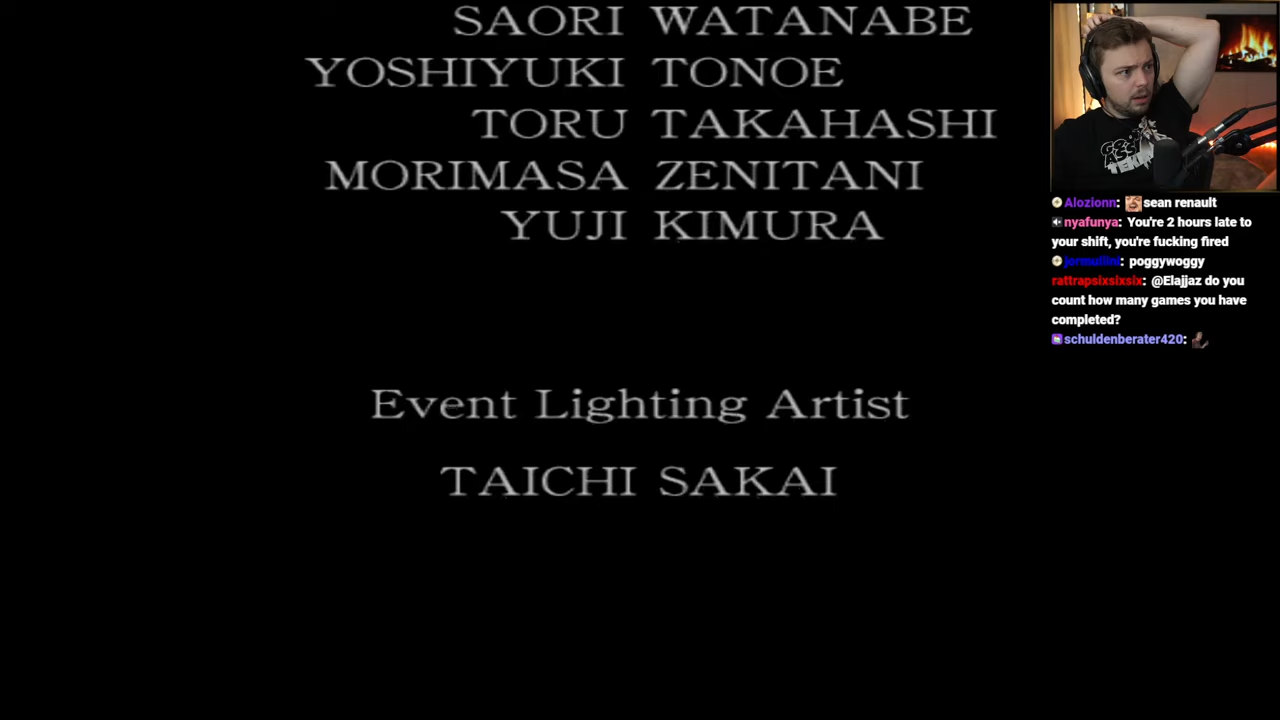 SAORI WATANABE
YOSHIYUKI TONOE
TORU TAKAHASHI
MORIMASA ZENITANI
YUJI KIMURA
Event Lighting Artist
TAICHI SAKAI
Alozionn: sean renault
nyafunya: You're 2 hours late to
your shift, you're fucking fired
poggywoggy
rattrapsixsixsix: @Elajjaz do you
count how many games you have
completed?
schuldenberater420: